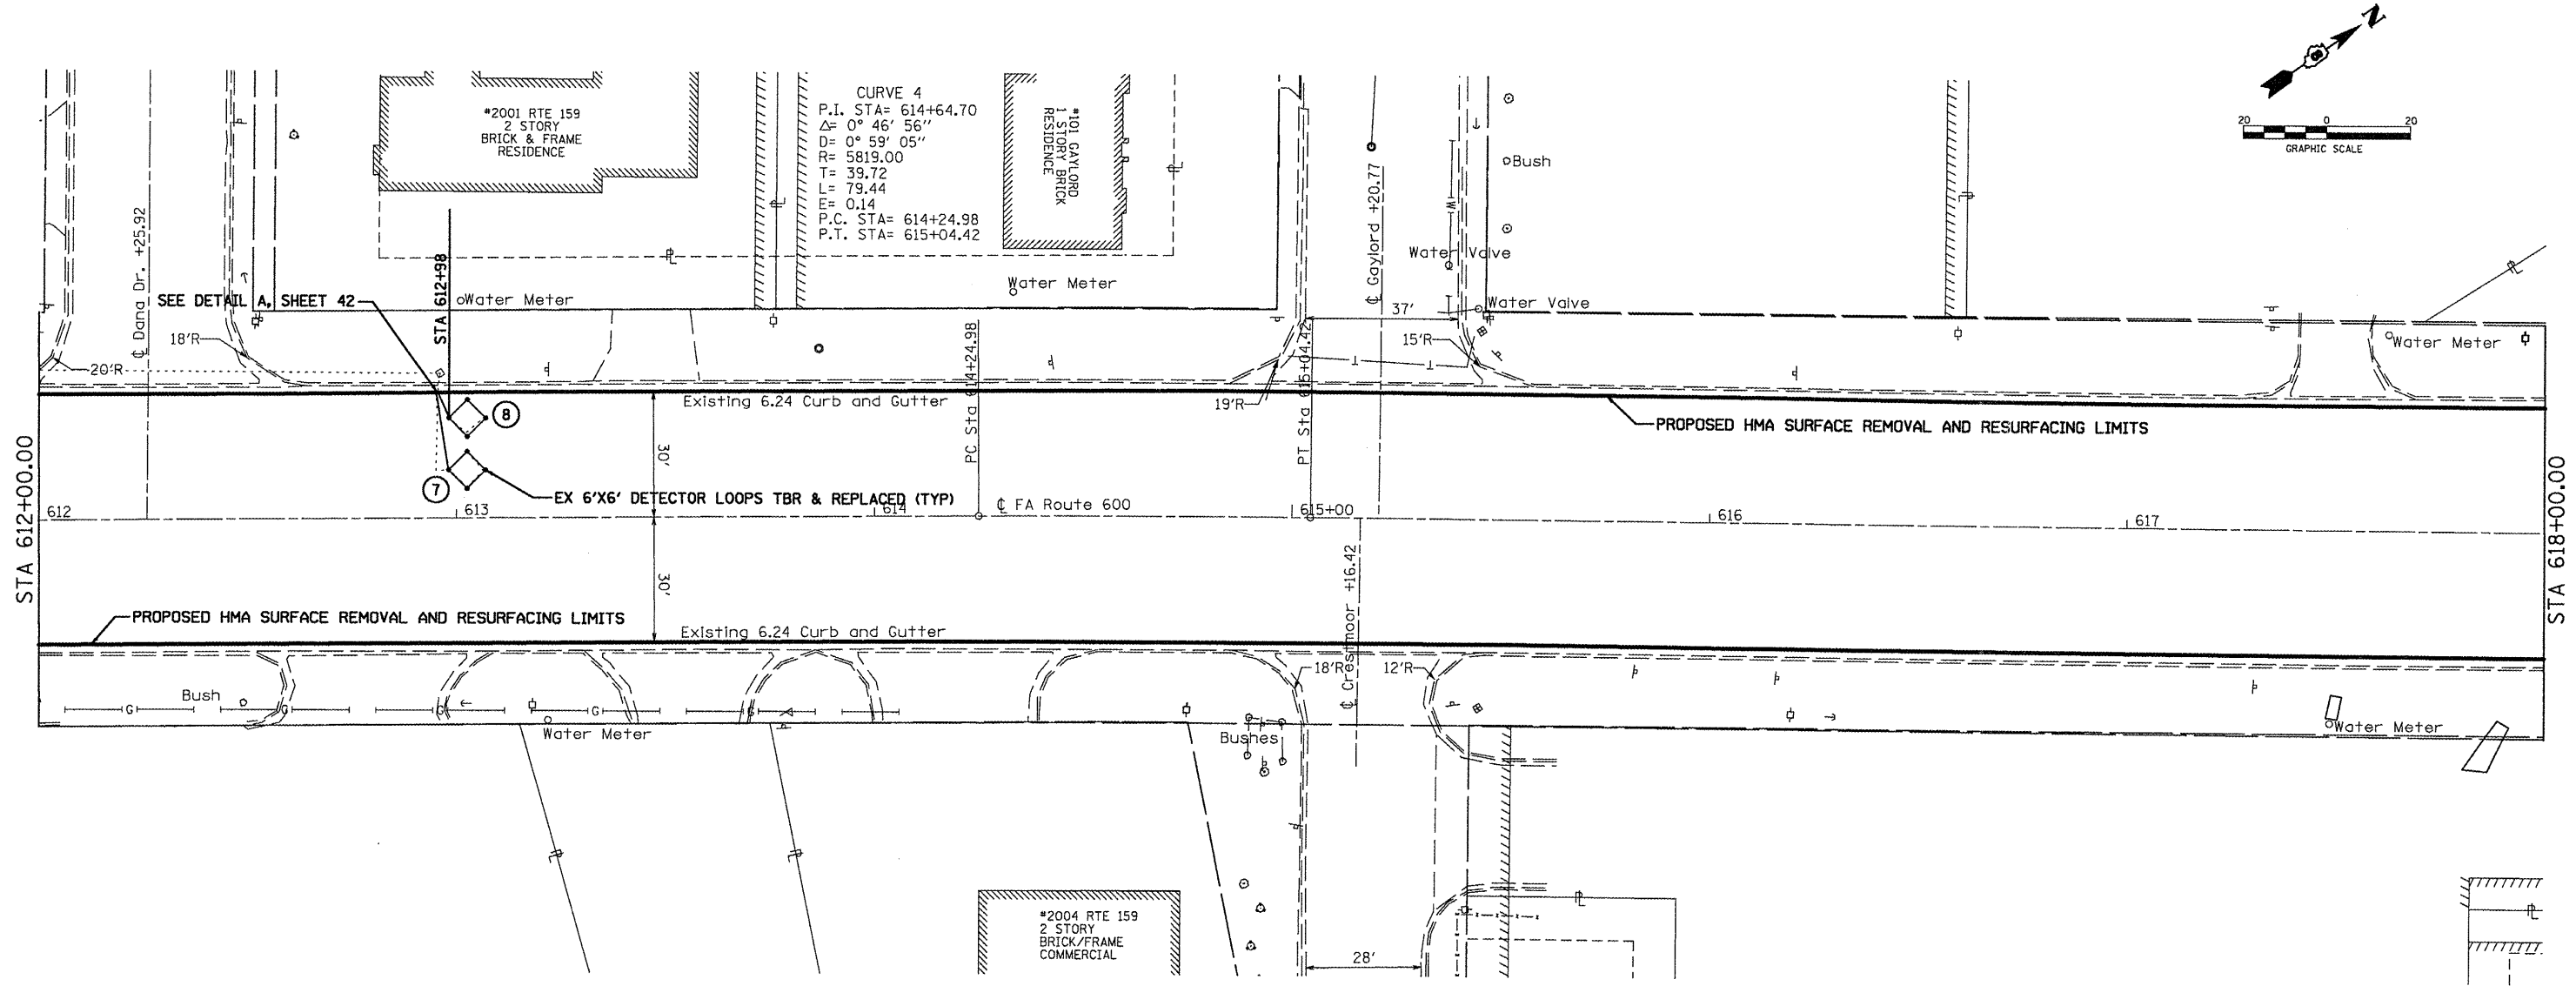 N
20 0 20
GRAPHIC SCALE
CURVE 4
P.I. STA= 614+64.70
Δ= 0° 46' 56"
D= 0° 59' 05"
R= 5819.00
T= 39.72
L= 79.44
E= 0.14
P.C. STA= 614+24.98
P.T. STA= 615+04.42
#2001 RTE 159
2 STORY
BRICK & FRAME
RESIDENCE
#101 GAYLORD
1 STORY BRICK
RESIDENCE
℄ Dana Dr. +25.92
STA 612+98
℄ Gaylord +20.77
Bush
W
Water Valve
Water Meter
Water Meter
Water Valve
SEE DETAIL A, SHEET 42
37'
18'R
15'R
Water Meter
20'R
PC Sta 614+24.98
PT Sta 615+04.42
19'R
Existing 6.24 Curb and Gutter
8
PROPOSED HMA SURFACE REMOVAL AND RESURFACING LIMITS
30'
7
EX 6'X6' DETECTOR LOOPS TBR & REPLACED (TYP)
STA 612+00.00
STA 618+00.00
612
613
614
℄ FA Route 600
615+00
616
617
30'
℄ Crestmoor +16.42
PROPOSED HMA SURFACE REMOVAL AND RESURFACING LIMITS
Existing 6.24 Curb and Gutter
18'R
12'R
Bush
G
G
G
G
G
Water Meter
Bushes
Water Meter
#2004 RTE 159
2 STORY
BRICK/FRAME
COMMERCIAL
28'